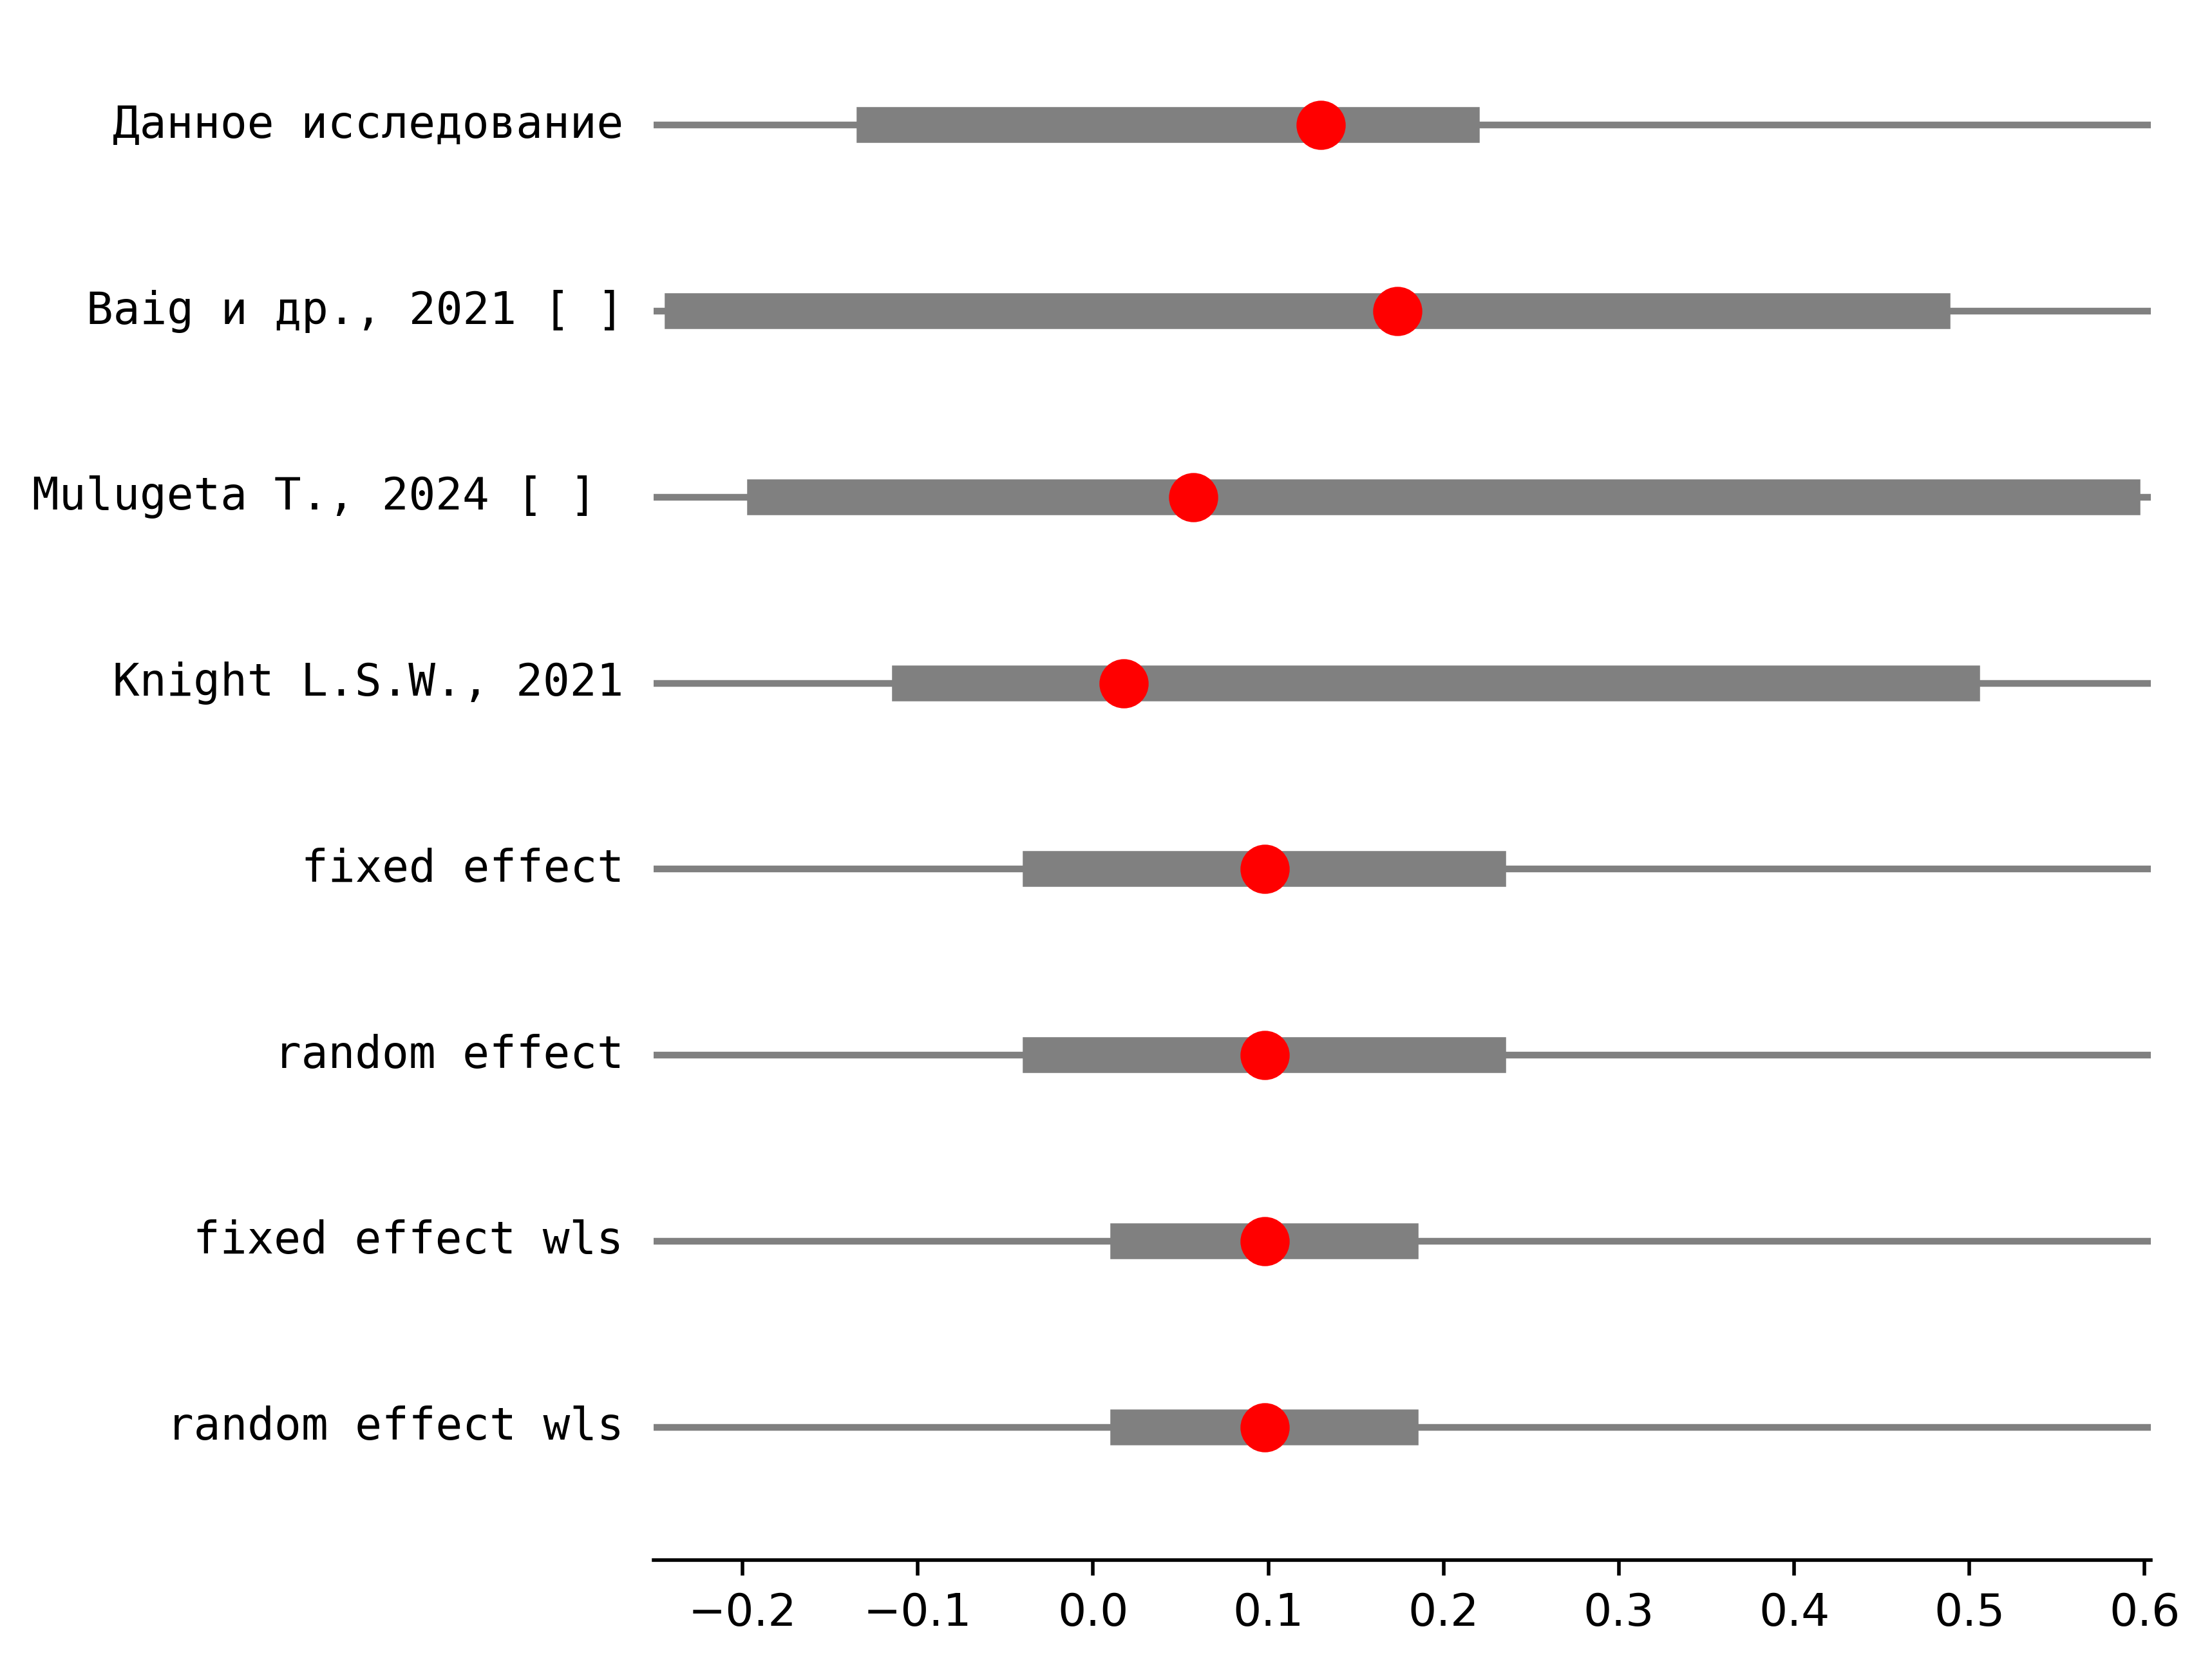 Данное исследование
Baig и др., 2021 [ ]
Mulugeta T., 2024 [ ]
Knight L.S.W., 2021
fixed effect
random effect
fixed effect wls
random effect wls
−0.2 −0.1 0.0 0.1 0.2 0.3 0.4 0.5 0.6